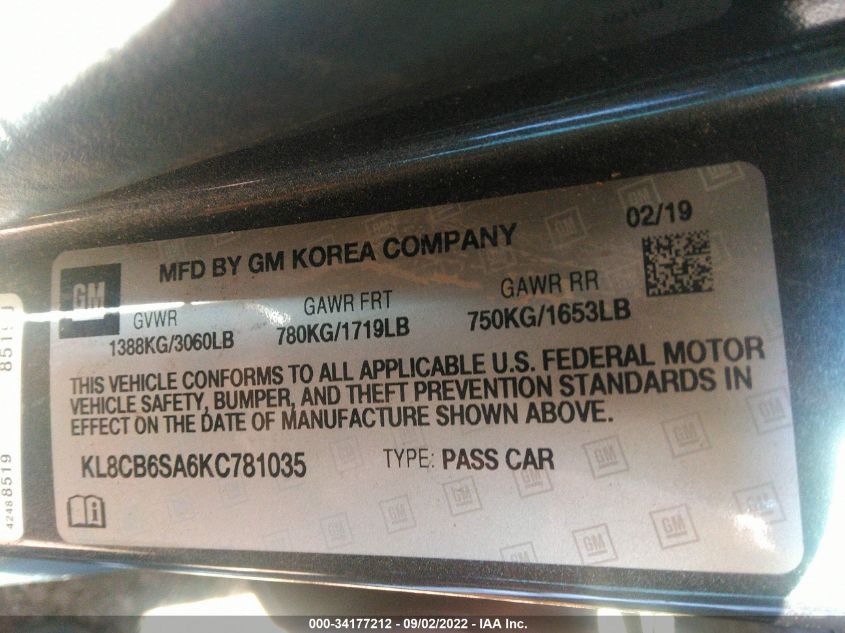 MFD BY GM KOREA COMPANY
02/19
GM
GVWR
1388KG/3060LB
GAWR FRT
780KG/1719LB
GAWR RR
750KG/1653LB
THIS VEHICLE CONFORMS TO ALL APPLICABLE U.S. FEDERAL MOTOR
VEHICLE SAFETY, BUMPER, AND THEFT PREVENTION STANDARDS IN
EFFECT ON THE DATE OF MANUFACTURE SHOWN ABOVE.
KL8CB6SA6KC781035
TYPE: PASS CAR
42488519
000-34177212 - 09/02/2022 - IAA Inc.